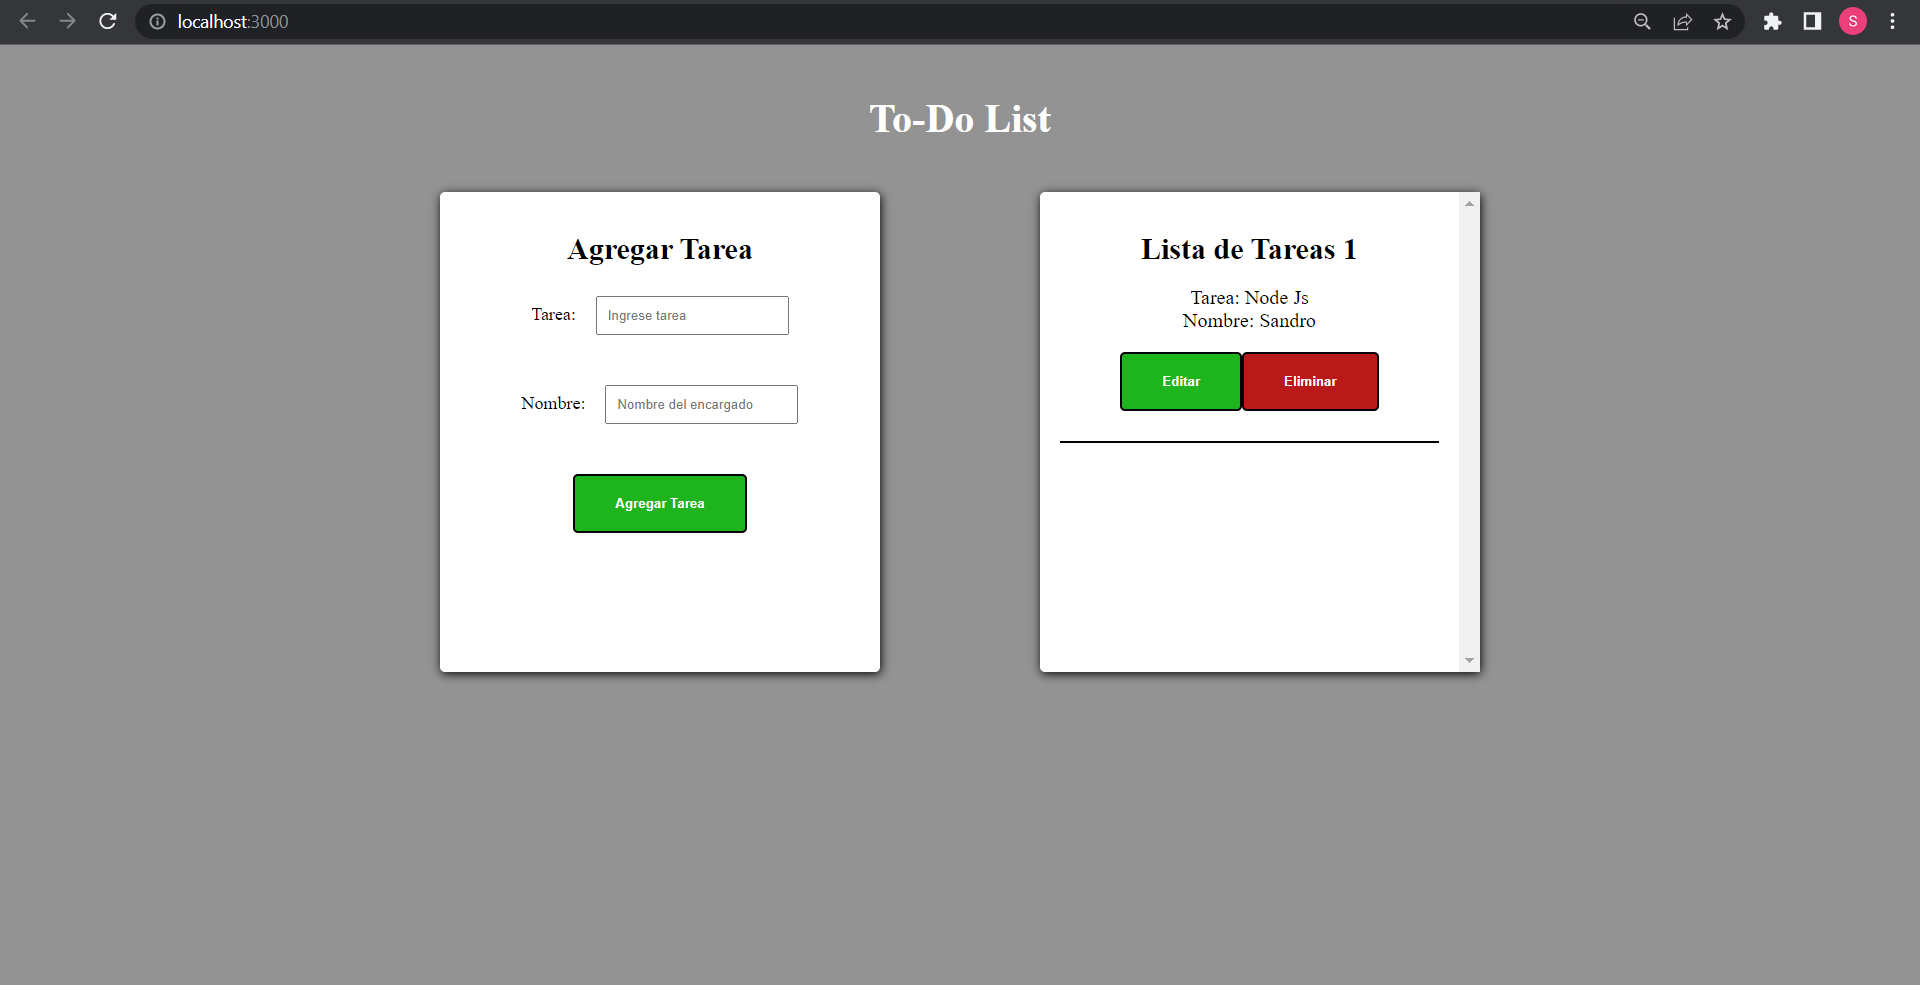 localhost:3000
S
To-Do List
Agregar Tarea
Tarea:
Ingrese tarea
Nombre:
Nombre del encargado
Agregar Tarea
Lista de Tareas 1
Tarea: Node Js
Nombre: Sandro
Editar
Eliminar